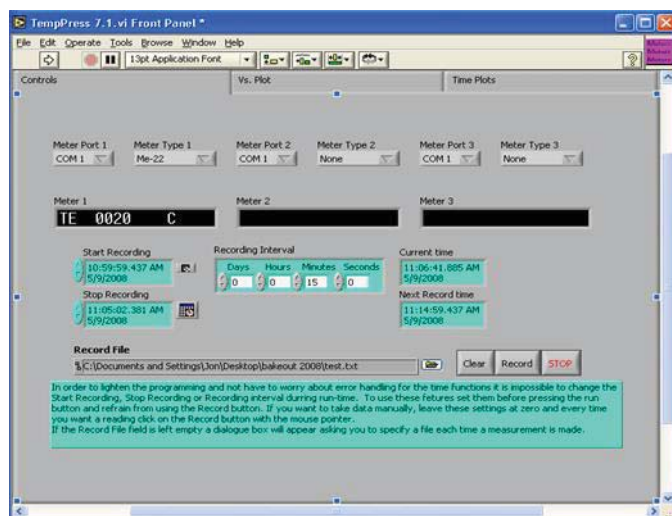 TempPress 7.1.vi Front Panel *
File Edit Operate Tools Browse Window Help
13pt Application Font
Controls Vs. Plot Time Plots
Meter Port 1 Meter Type 1 Meter Port 2 Meter Type 2 Meter Port 3 Meter Type 3
COM 1 Me-22 COM 1 None COM 1 None
Meter 1 Meter 2 Meter 3
TE 0020 C
Start Recording Recording Interval Current time
10:59:59.437 AM Days Hours Minutes Seconds 11:06:41.885 AM
5/9/2008 0 0 15 0 5/9/2008
Stop Recording Next Record time
11:05:02.381 AM 11:14:59.437 AM
5/9/2008 5/9/2008
Record File
C:\Documents and Settings\Jon\Desktop\bakeout 2008\test.txt Clear Record STOP
In order to lighten the programming and not have to worry about error handling for the time functions it is impossible to change the
Start Recording, Stop Recording or Recording interval durring run-time. To use these fetures set them before pressing the run
button and refrain from using the Record button. If you want to take data manually, leave these settings at zero and every time
you want a reading click on the Record button with the mouse pointer.
If the Record File field is left empty a dialogue box will appear asking you to specify a file each time a measurement is made.